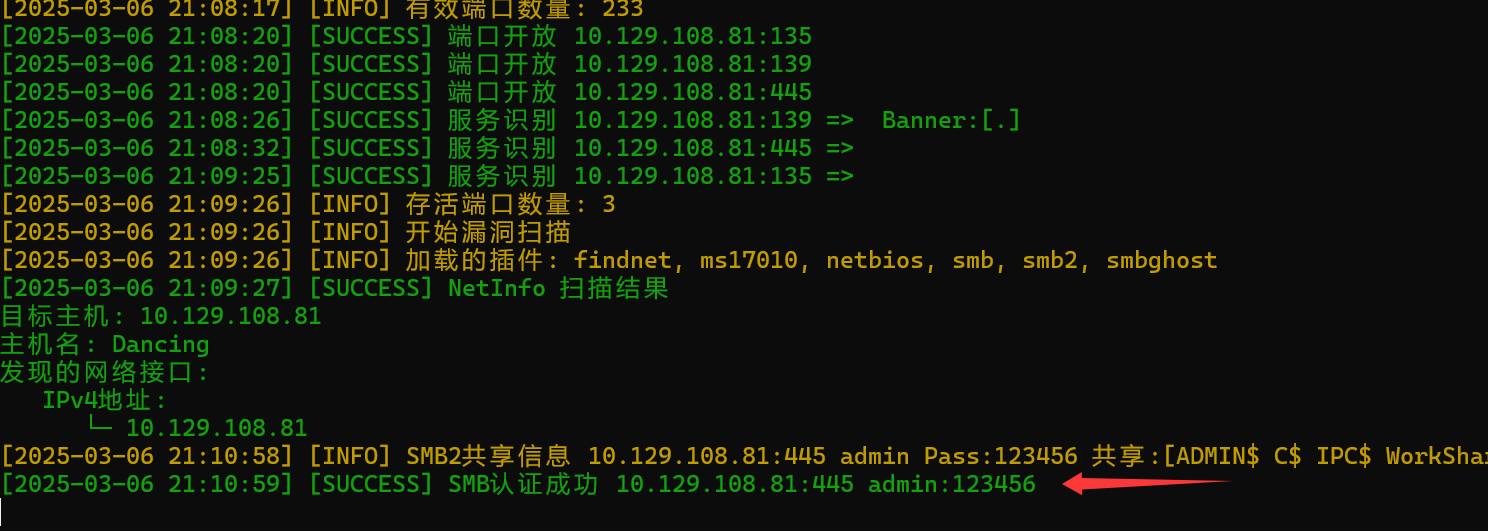 [2025-03-06 21:08:17] [INFO] 有效端口数量: 233
[2025-03-06 21:08:20] [SUCCESS] 端口开放 10.129.108.81:135
[2025-03-06 21:08:20] [SUCCESS] 端口开放 10.129.108.81:139
[2025-03-06 21:08:20] [SUCCESS] 端口开放 10.129.108.81:445
[2025-03-06 21:08:26] [SUCCESS] 服务识别 10.129.108.81:139 =>  Banner:[.]
[2025-03-06 21:08:32] [SUCCESS] 服务识别 10.129.108.81:445 =>
[2025-03-06 21:09:25] [SUCCESS] 服务识别 10.129.108.81:135 =>
[2025-03-06 21:09:26] [INFO] 存活端口数量: 3
[2025-03-06 21:09:26] [INFO] 开始漏洞扫描
[2025-03-06 21:09:26] [INFO] 加载的插件: findnet, ms17010, netbios, smb, smb2, smbghost
[2025-03-06 21:09:27] [SUCCESS] NetInfo 扫描结果
目标主机: 10.129.108.81
主机名: Dancing
发现的网络接口:
   IPv4地址:
      └─ 10.129.108.81
[2025-03-06 21:10:58] [INFO] SMB2共享信息 10.129.108.81:445 admin Pass:123456 共享:[ADMIN$ C$ IPC$ WorkShar
[2025-03-06 21:10:59] [SUCCESS] SMB认证成功 10.129.108.81:445 admin:123456